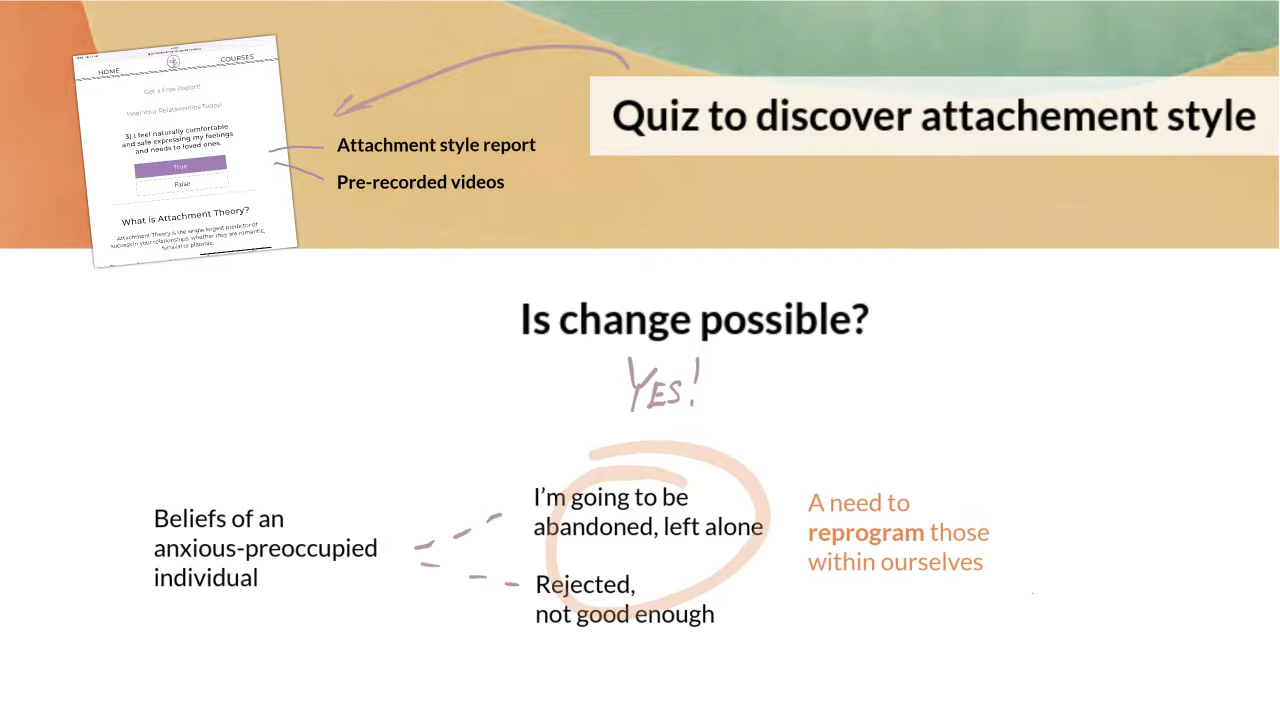 HOME
COURSES
Get a Free Report!
Heal Your Relationships Today!
3) I feel naturally comfortable
and safe expressing my feelings
and needs to loved ones.
True
False
What is Attachment Theory?
Attachment Theory is the single largest predictor of
success in your relationships, whether they are romantic,
familial or platonic.
Quiz to discover attachement style
Attachment style report
Pre-recorded videos
Is change possible?
YES!
Beliefs of an
anxious-preoccupied
individual
I'm going to be
abandoned, left alone
Rejected,
not good enough
A need to
reprogram those
within ourselves